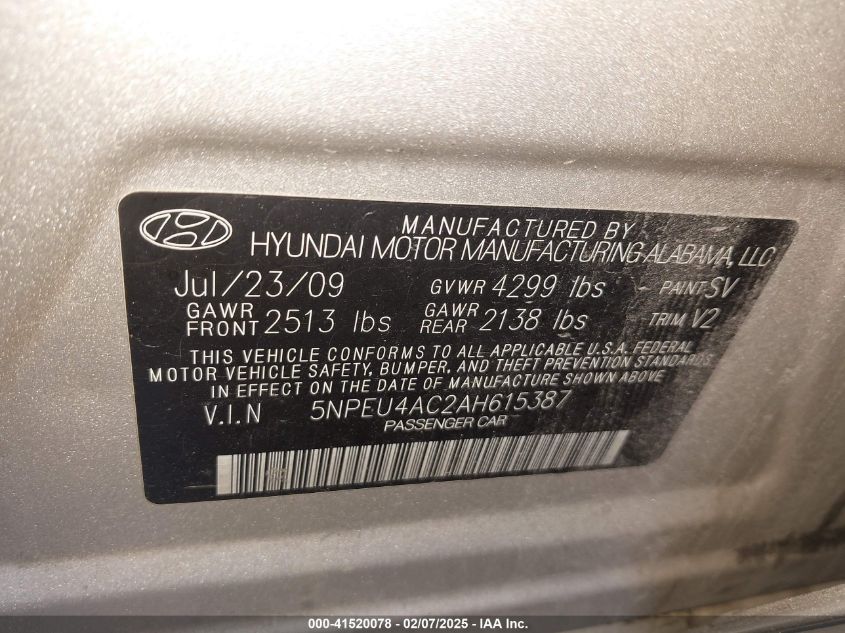 MANUFACTURED BY
HYUNDAI MOTOR MANUFACTURING ALABAMA, LLC
Jul/23/09 GVWR 4299 lbs PAINT SV
GAWR FRONT 2513 lbs GAWR REAR 2138 lbs TRIM V2
THIS VEHICLE CONFORMS TO ALL APPLICABLE U.S.A. FEDERAL
MOTOR VEHICLE SAFETY, BUMPER, AND THEFT PREVENTION STANDARDS
IN EFFECT ON THE DATE OF MANUFACTURE SHOWN ABOVE.
V.I.N 5NPEU4AC2AH615387
PASSENGER CAR
000-41520078 - 02/07/2025 - IAA Inc.